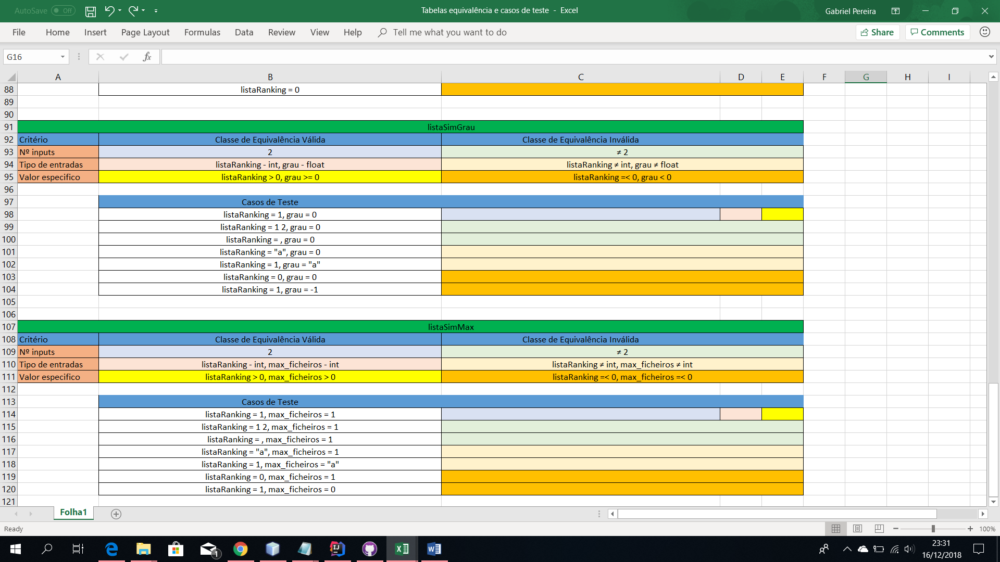 AutoSave Off Tabelas equivalência e casos de teste - Excel Gabriel Pereira
File Home Insert Page Layout Formulas Data Review View Help Tell me what you want to do Share Comments
G16 fx
A B C D E F G H I
88 listaRanking = 0
89
90
91 listaSimGrau
92 Critério Classe de Equivalência Válida Classe de Equivalência Inválida
93 Nº inputs 2 ≠ 2
94 Tipo de entradas listaRanking - int, grau - float listaRanking ≠ int, grau ≠ float
95 Valor especifico listaRanking > 0, grau >= 0 listaRanking =< 0, grau < 0
96
97 Casos de Teste
98 listaRanking = 1, grau = 0
99 listaRanking = 1 2, grau = 0
100 listaRanking = , grau = 0
101 listaRanking = "a", grau = 0
102 listaRanking = 1, grau = "a"
103 listaRanking = 0, grau = 0
104 listaRanking = 1, grau = -1
105
106
107 listaSimMax
108 Critério Classe de Equivalência Válida Classe de Equivalência Inválida
109 Nº inputs 2 ≠ 2
110 Tipo de entradas listaRanking - int, max_ficheiros - int listaRanking ≠ int, max_ficheiros ≠ int
111 Valor especifico listaRanking > 0, max_ficheiros > 0 listaRanking =< 0, max_ficheiros =< 0
112
113 Casos de Teste
114 listaRanking = 1, max_ficheiros = 1
115 listaRanking = 1 2, max_ficheiros = 1
116 listaRanking = , max_ficheiros = 1
117 listaRanking = "a", max_ficheiros = 1
118 listaRanking = 1, max_ficheiros = "a"
119 listaRanking = 0, max_ficheiros = 1
120 listaRanking = 1, max_ficheiros = 0
121
Folha1
Ready 100%
1 23:31
16/12/2018